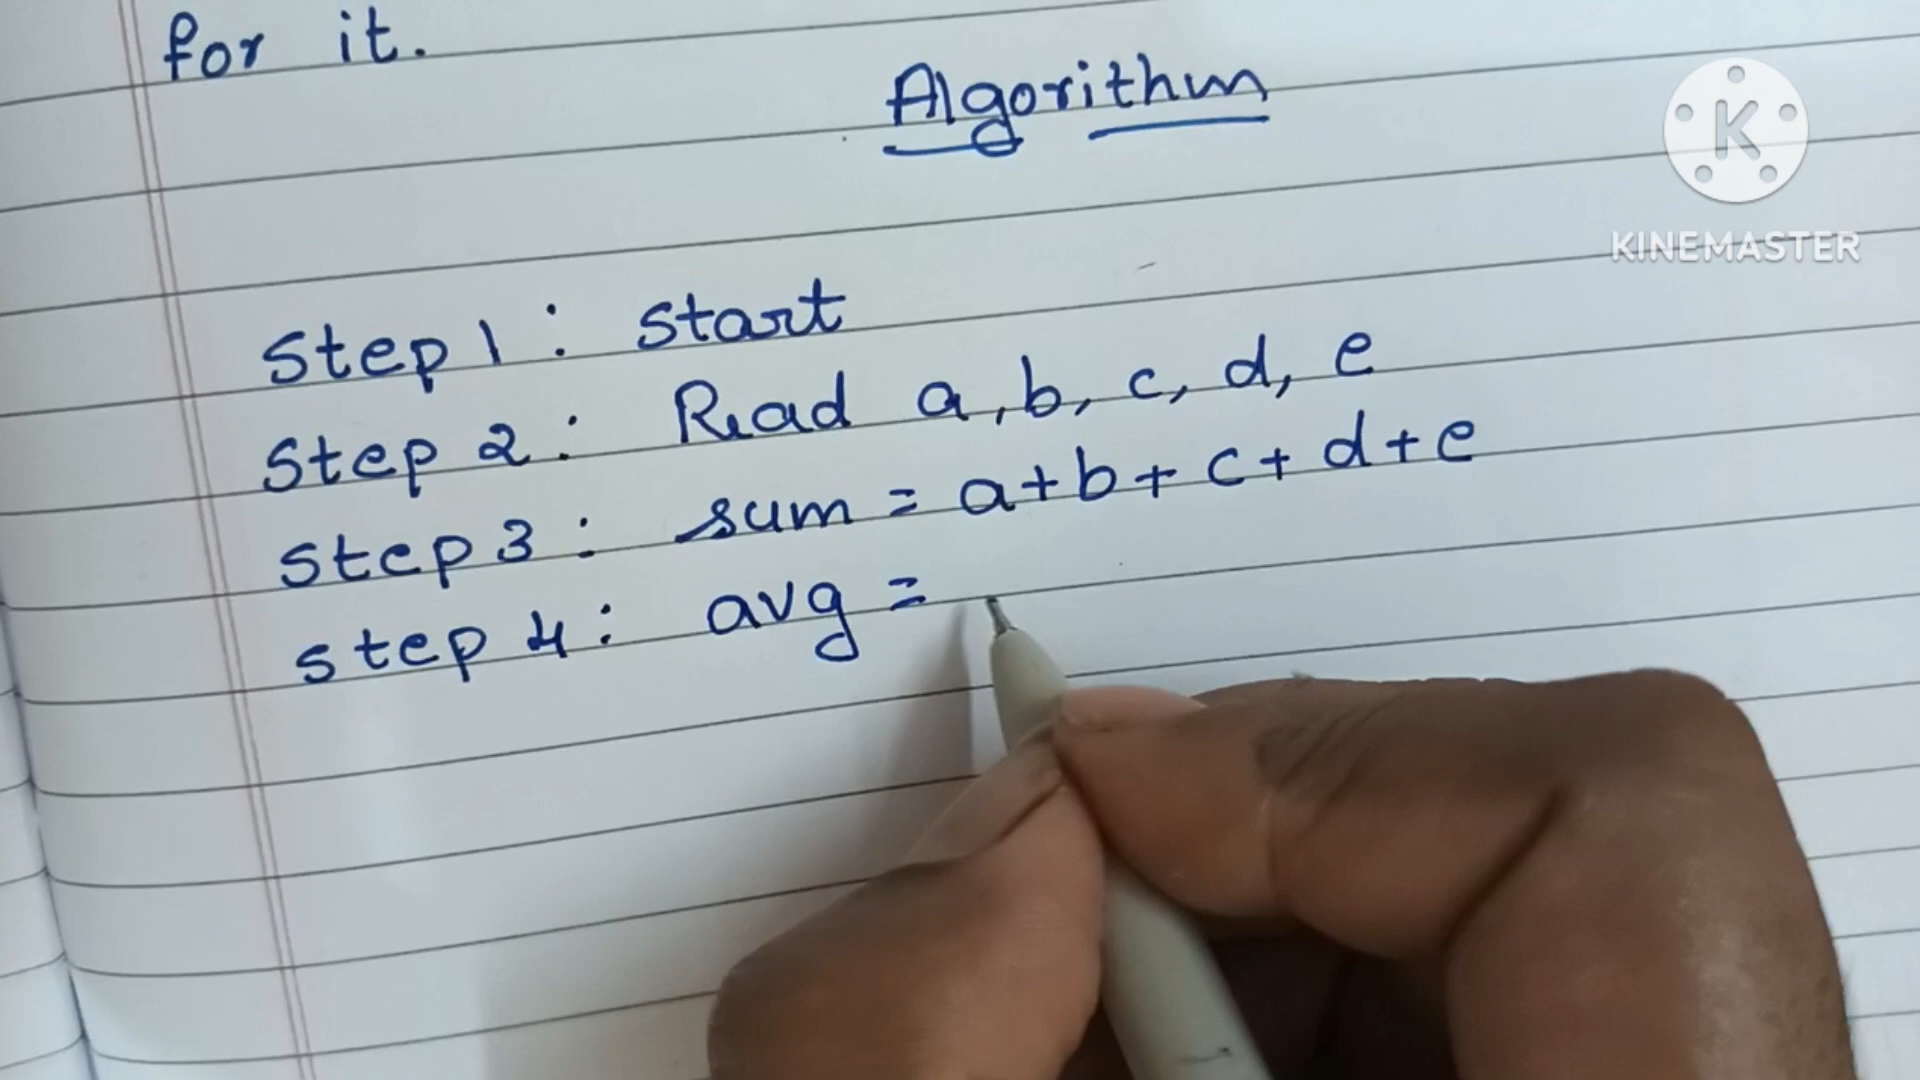 for it.
Algorithm
KINEMASTER
Step 1 : Start
Step 2 : Read a, b, c, d, e
Step 3 : sum = a+b+c+d+e
Step 4 : avg =